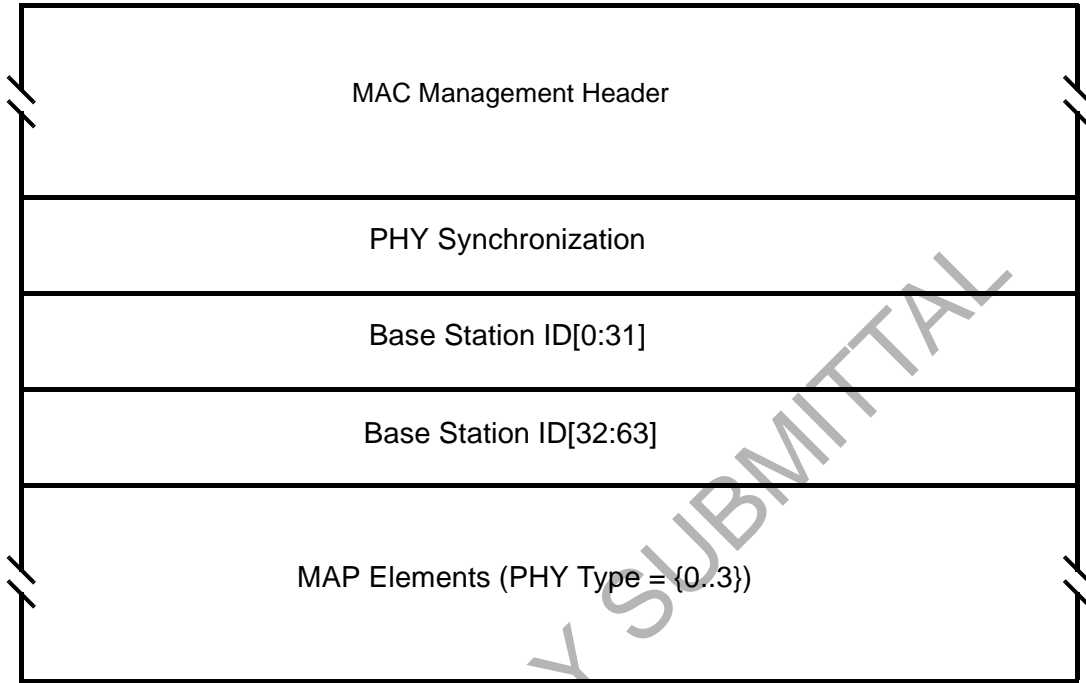 MAC Management Header
PHY Synchronization
Base Station ID[0:31]
Base Station ID[32:63]
MAP Elements (PHY Type = {0..3})
Y SUBMITTAL